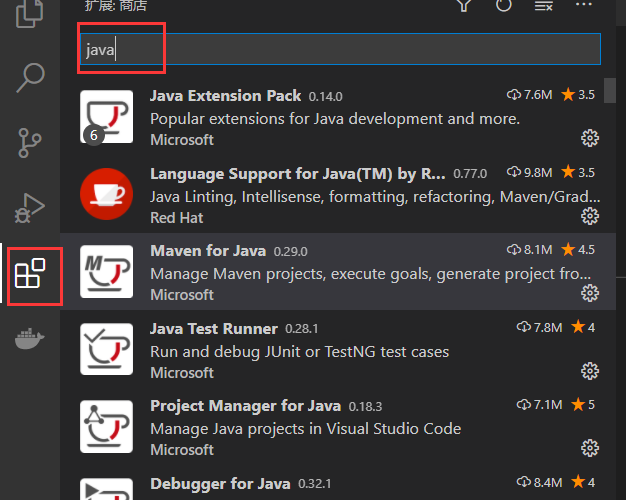 扩展: 商店
java
Java Extension Pack 0.14.0 7.6M 3.5
Popular extensions for Java development and more.
6
Microsoft
Language Support for Java(TM) by R... 0.77.0 9.8M 3.5
Java Linting, Intellisense, formatting, refactoring, Maven/Grad...
Red Hat
Maven for Java 0.29.0 8.1M 4.5
Manage Maven projects, execute goals, generate project fro...
Microsoft
Java Test Runner 0.28.1 7.8M 4
Run and debug JUnit or TestNG test cases
Microsoft
Project Manager for Java 0.18.3 7.1M 5
Manage Java projects in Visual Studio Code
Microsoft
Debugger for Java 0.32.1 8.4M 4